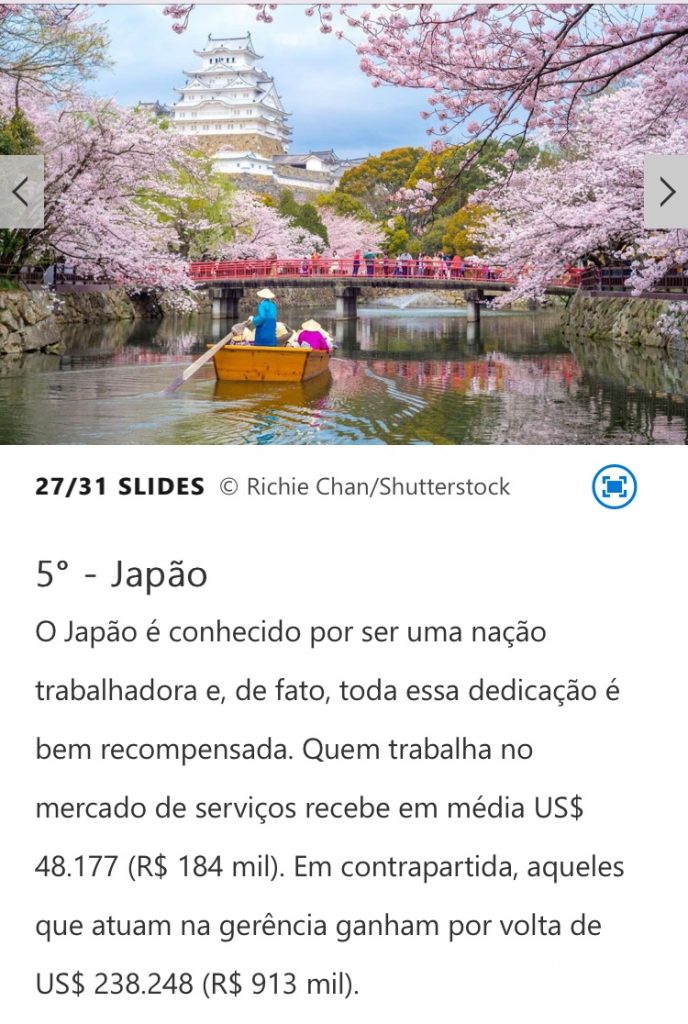 27/31 SLIDES © Richie Chan/Shutterstock
5° - Japão
O Japão é conhecido por ser uma nação
trabalhadora e, de fato, toda essa dedicação é
bem recompensada. Quem trabalha no
mercado de serviços recebe em média US$
48.177 (R$ 184 mil). Em contrapartida, aqueles
que atuam na gerência ganham por volta de
US$ 238.248 (R$ 913 mil).